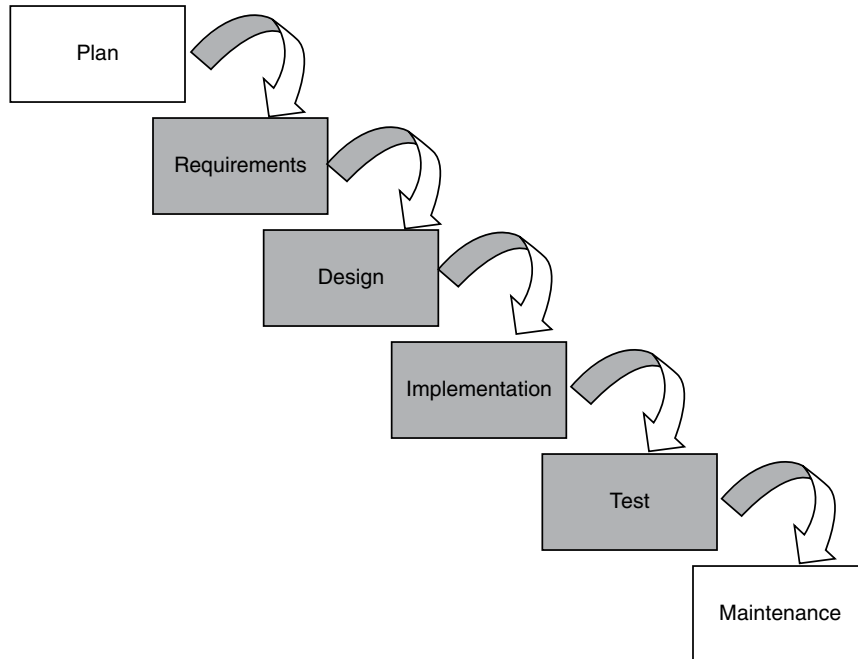 Plan
Requirements
Design
Implementation
Test
Maintenance